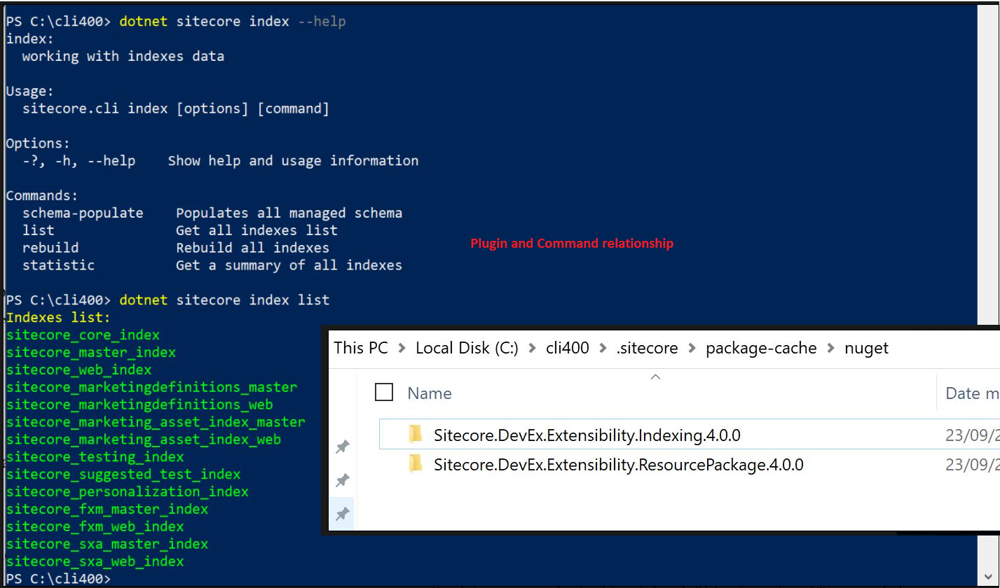 PS C:\cli400> dotnet sitecore index --help
index:
  working with indexes data
Usage:
  sitecore.cli index [options] [command]
Options:
  -?, -h, --help    Show help and usage information
Commands:
  schema-populate    Populates all managed schema
  list               Get all indexes list
  rebuild            Rebuild all indexes
  statistic          Get a summary of all indexes
Plugin and Command relationship
PS C:\cli400> dotnet sitecore index list
Indexes list:
sitecore_core_index
sitecore_master_index
sitecore_web_index
sitecore_marketingdefinitions_master
sitecore_marketingdefinitions_web
sitecore_marketing_asset_index_master
sitecore_marketing_asset_index_web
sitecore_testing_index
sitecore_suggested_test_index
sitecore_personalization_index
sitecore_fxm_master_index
sitecore_fxm_web_index
sitecore_sxa_master_index
sitecore_sxa_web_index
PS C:\cli400>
This PC > Local Disk (C:) > cli400 > .sitecore > package-cache > nuget
Name Date m
Sitecore.DevEx.Extensibility.Indexing.4.0.0 23/09/2
Sitecore.DevEx.Extensibility.ResourcePackage.4.0.0 23/09/2